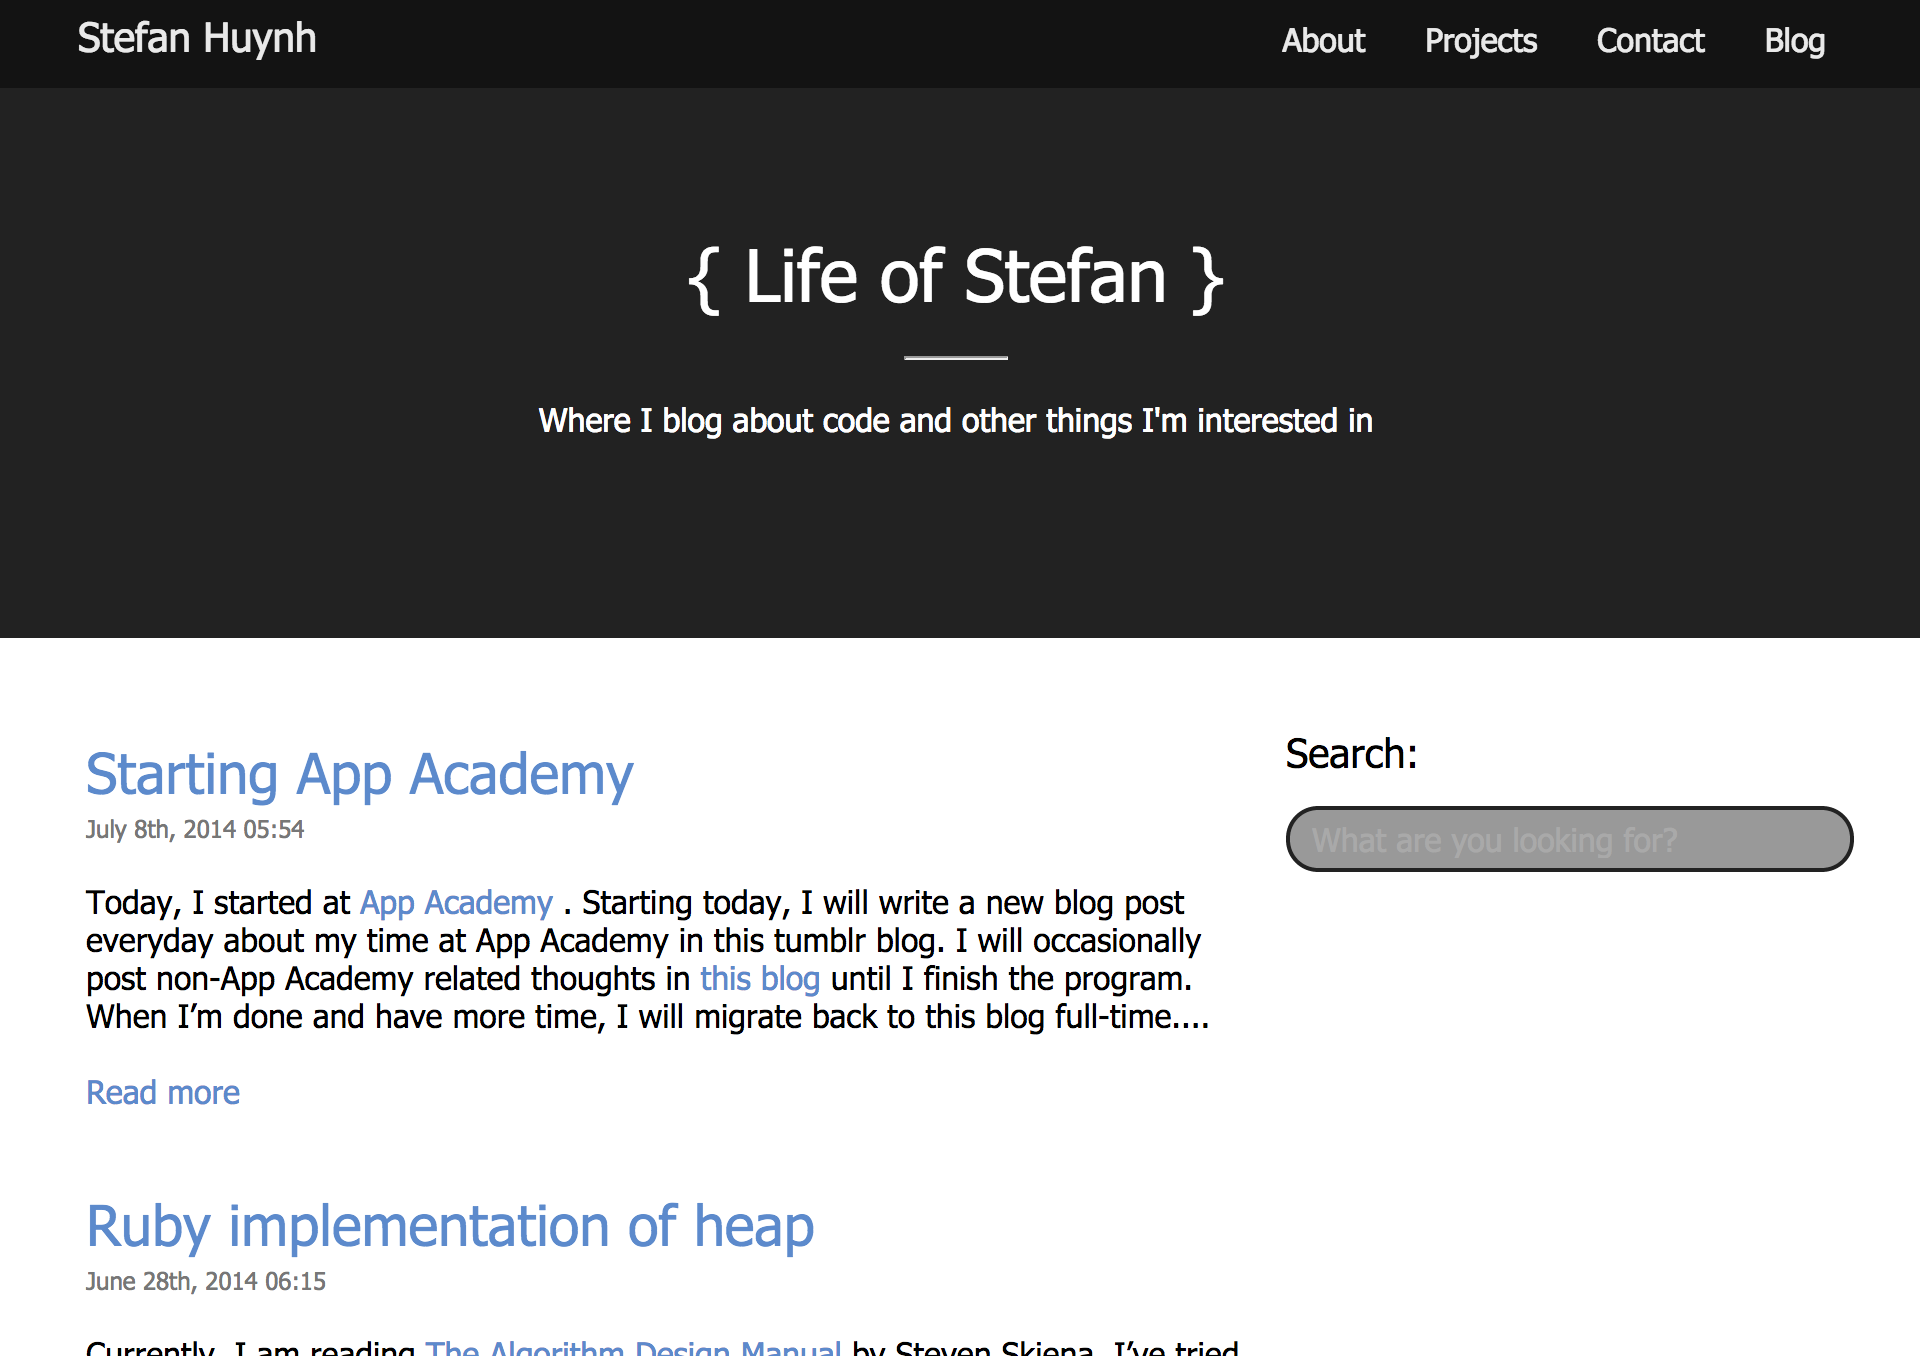 Stefan Huynh
About Projects Contact Blog
{ Life of Stefan }
Where I blog about code and other things I'm interested in
Starting App Academy
July 8th, 2014 05:54
Today, I started at App Academy . Starting today, I will write a new blog post
everyday about my time at App Academy in this tumblr blog. I will occasionally
post non-App Academy related thoughts in this blog until I finish the program.
When I’m done and have more time, I will migrate back to this blog full-time....
Read more
Ruby implementation of heap
June 28th, 2014 06:15
Currently, I am reading The Algorithm Design Manual by Steven Skiena. I’ve tried
Search:
What are you looking for?